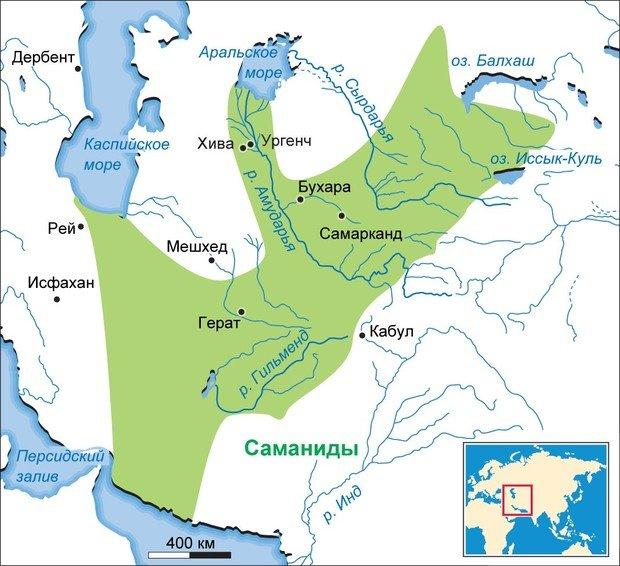 Дербент
Аральское
море
оз. Балхаш
р. Сырдарья
Каспийское
море
Хива
Ургенч
оз. Иссык-Куль
р. Амударья
Бухара
Самарканд
Рей
Мешхед
Исфахан
Герат
Кабул
р. Гильменд
Саманиды
Персидский
залив
р. Инд
400 км